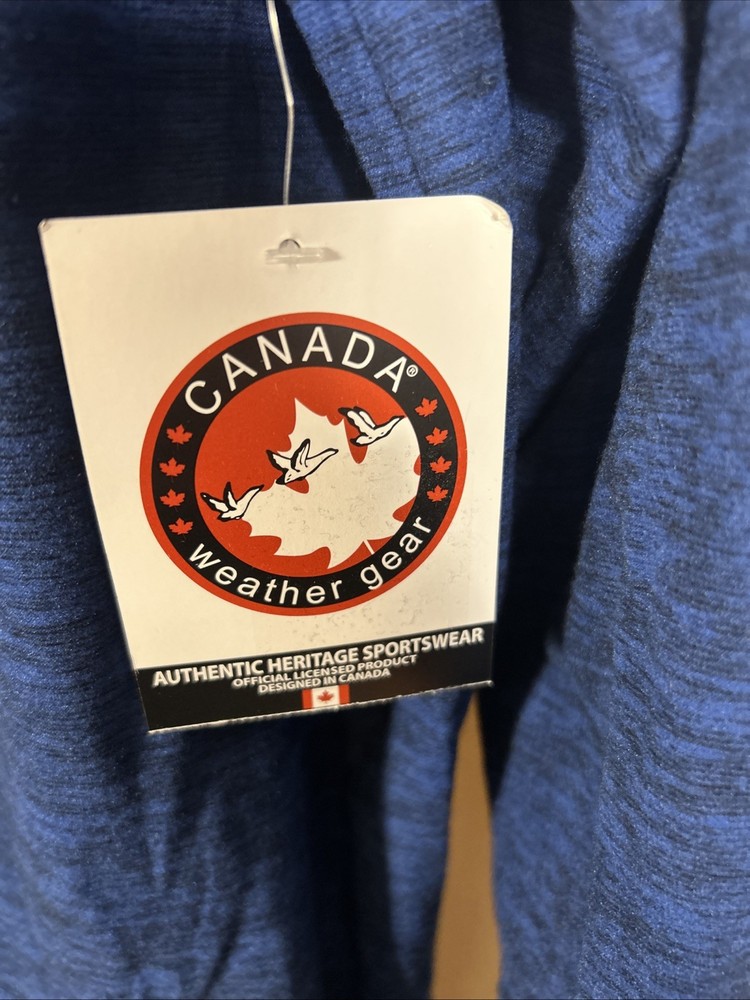 CANADA®
weather gear
AUTHENTIC HERITAGE SPORTSWEAR
OFFICIAL LICENSED PRODUCT
DESIGNED IN CANADA